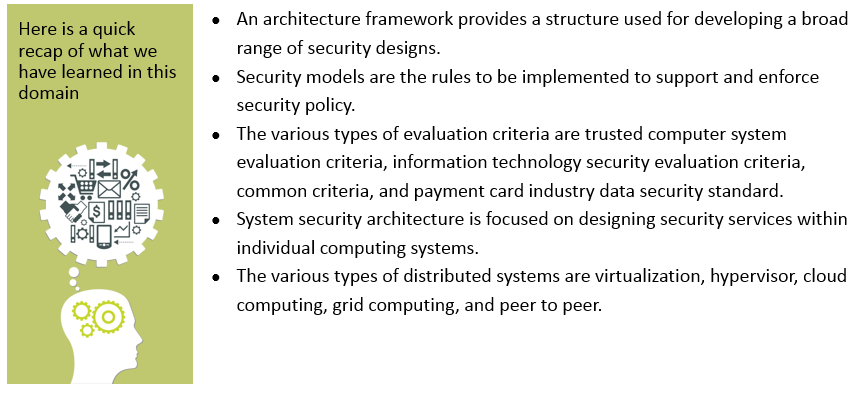 Here is a quick
recap of what we
have learned in this
domain
● An architecture framework provides a structure used for developing a broad
range of security designs.
● Security models are the rules to be implemented to support and enforce
security policy.
● The various types of evaluation criteria are trusted computer system
evaluation criteria, information technology security evaluation criteria,
common criteria, and payment card industry data security standard.
● System security architecture is focused on designing security services within
individual computing systems.
● The various types of distributed systems are virtualization, hypervisor, cloud
computing, grid computing, and peer to peer.